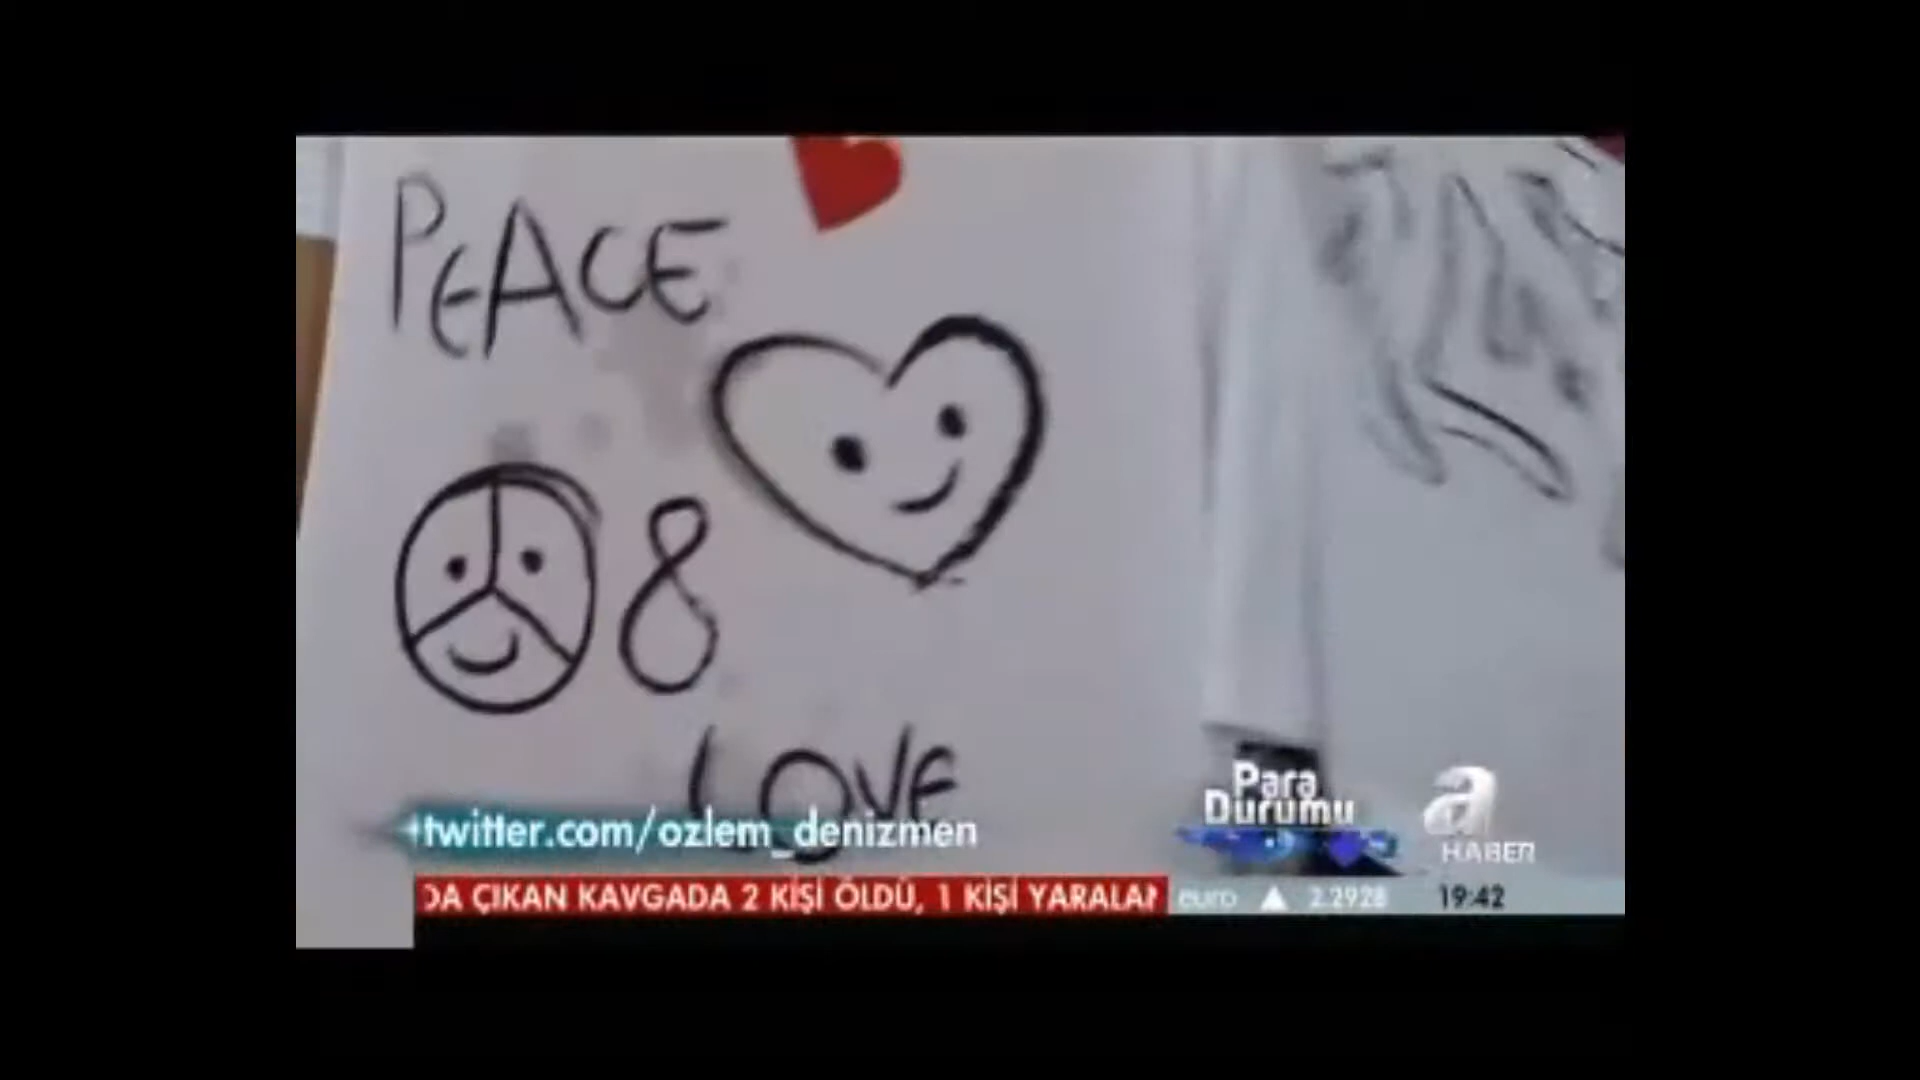 PEACE
8
LOVE
twitter.com/ozlem_denizmen
Para
Durumu
a
HABER
DA ÇIKAN KAVGADA 2 KİŞİ ÖLDÜ, 1 KİŞİ YARALAN
euro ▲ 2.2928
19:42